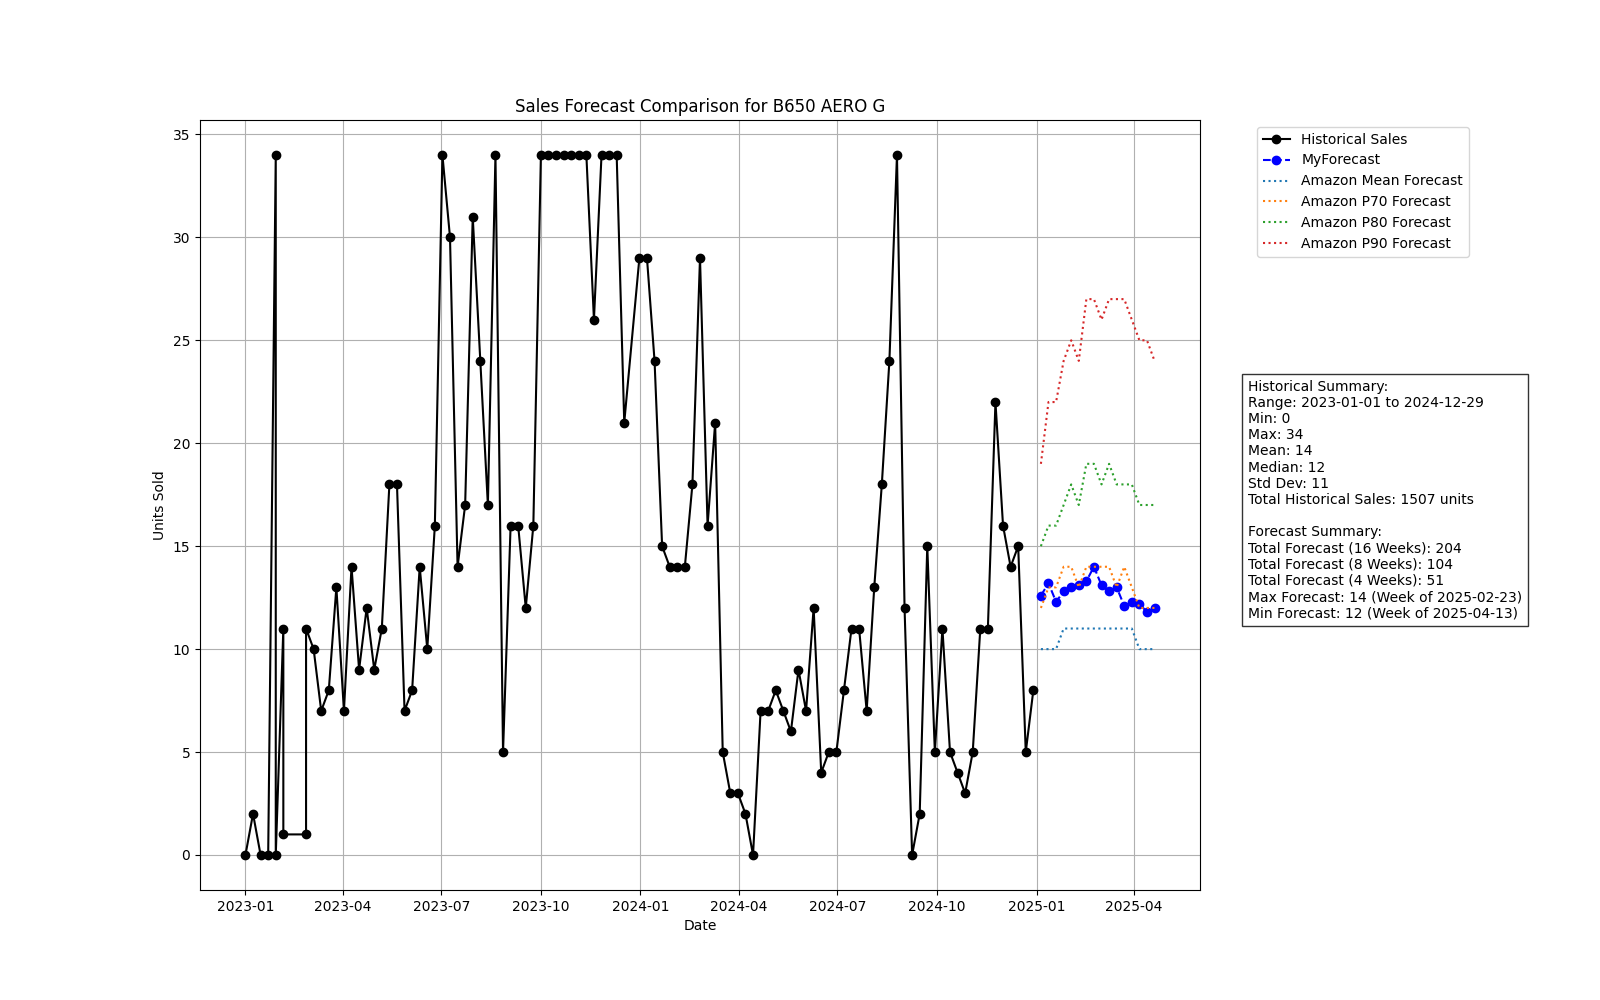 Sales Forecast Comparison for B650 AERO G
Units Sold
35
30
25
20
15
10
5
0
2023-01
2023-04
2023-07
2023-10
2024-01
2024-04
2024-07
2024-10
2025-01
2025-04
Date
Historical Sales
MyForecast
Amazon Mean Forecast
Amazon P70 Forecast
Amazon P80 Forecast
Amazon P90 Forecast
Historical Summary:
Range: 2023-01-01 to 2024-12-29
Min: 0
Max: 34
Mean: 14
Median: 12
Std Dev: 11
Total Historical Sales: 1507 units
Forecast Summary:
Total Forecast (16 Weeks): 204
Total Forecast (8 Weeks): 104
Total Forecast (4 Weeks): 51
Max Forecast: 14 (Week of 2025-02-23)
Min Forecast: 12 (Week of 2025-04-13)